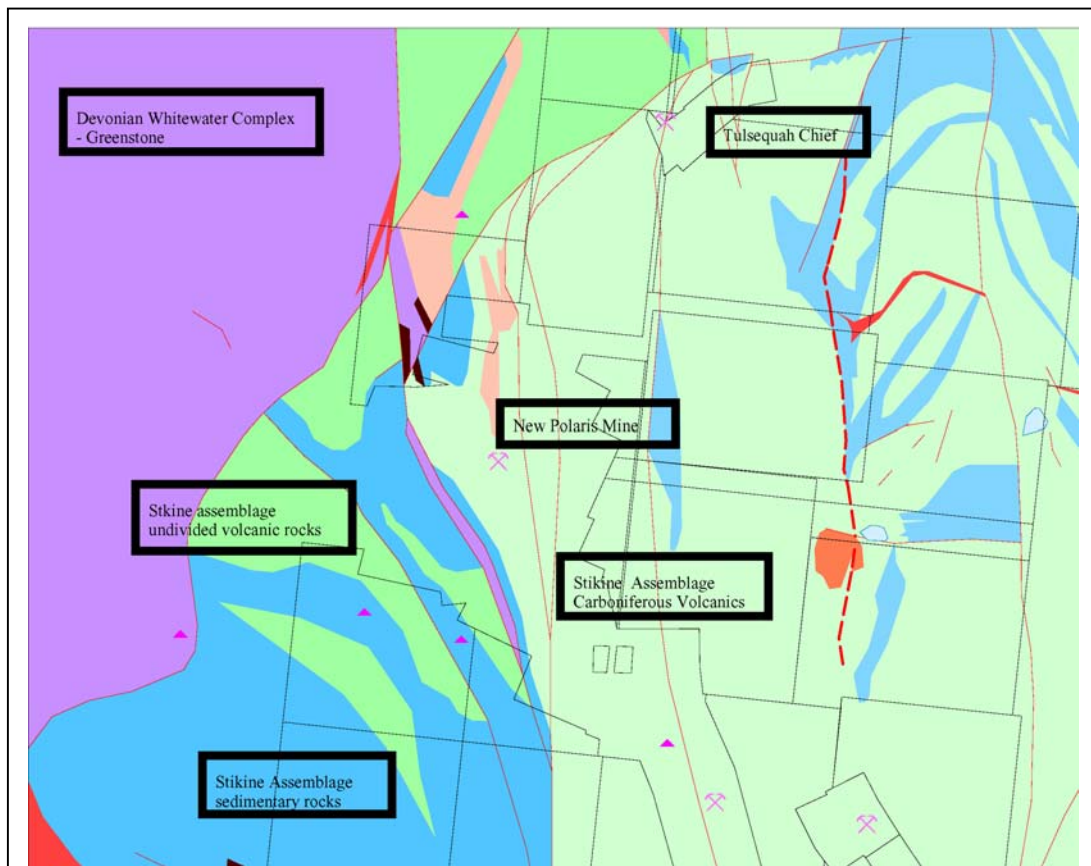 Devonian Whitewater Complex
- Greenstone
Tulsequah Chief
New Polaris Mine
Stkine assemblage
undivided volcanic rocks
Stikine Assemblage
Carboniferous Volcanics
Stikine Assemblage
sedimentary rocks